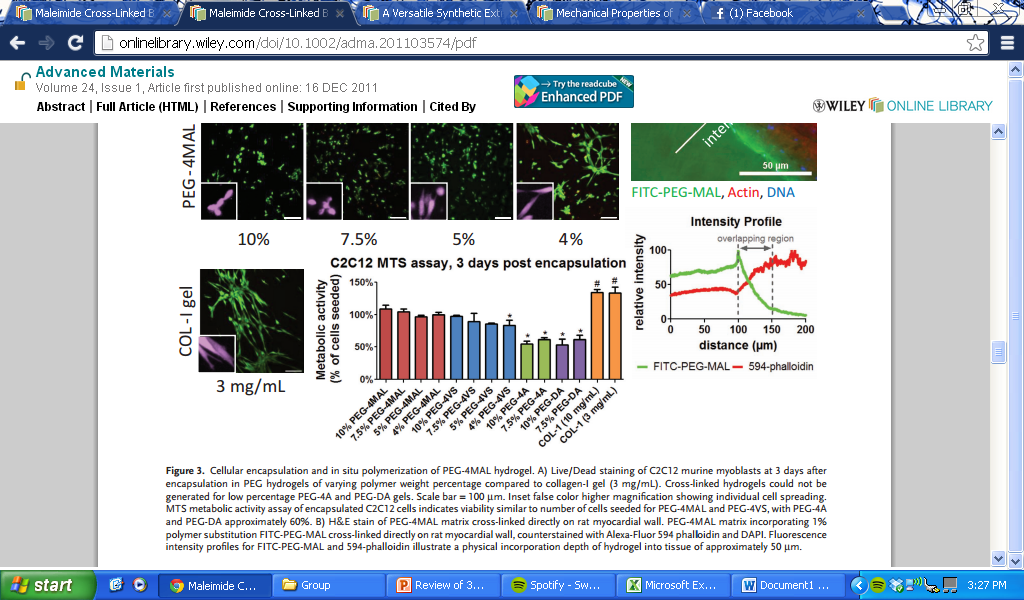 Maleimide Cross-Linked B
Maleimide Cross-Linked B
A Versatile Synthetic Ext
Mechanical Properties of
(1) Facebook
onlinelibrary.wiley.com/doi/10.1002/adma.201103574/pdf
Advanced Materials
Volume 24, Issue 1, Article first published online: 16 DEC 2011
Abstract | Full Article (HTML) | References | Supporting Information | Cited By
→ Try the readcube NEW
Enhanced PDF
WILEY ONLINE LIBRARY
PEG-4MAL
10% 7.5% 5% 4%
inte
50 µm
FITC-PEG-MAL, Actin, DNA
COL-I gel
3 mg/mL
C2C12 MTS assay, 3 days post encapsulation
Metabolic activity
(% of cells seeded)
150%
100%
50%
0%
* * * * * # #
10% PEG-4MAL
7.5% PEG-4MAL
5% PEG-4MAL
4% PEG-4MAL
10% PEG-4VS
7.5% PEG-4VS
5% PEG-4VS
4% PEG-4VS
10% PEG-4A
7.5% PEG-4A
10% PEG-DA
7.5% PEG-DA
COL-1 (10 mg/mL)
COL-1 (3 mg/mL)
Intensity Profile
overlapping region
relative intensity
100
50
0
0 50 100 150 200
distance (µm)
FITC-PEG-MAL 594-phalloidin
Figure 3. Cellular encapsulation and in situ polymerization of PEG-4MAL hydrogel. A) Live/Dead staining of C2C12 murine myoblasts at 3 days after
encapsulation in PEG hydrogels of varying polymer weight percentage compared to collagen-I gel (3 mg/mL). Cross-linked hydrogels could not be
generated for low percentage PEG-4A and PEG-DA gels. Scale bar = 100 µm. Inset false color higher magnification showing individual cell spreading.
MTS metabolic activity assay of encapsulated C2C12 cells indicates viability similar to number of cells seeded for PEG-4MAL and PEG-4VS, with PEG-4A
and PEG-DA approximately 60%. B) H&E stain of PEG-4MAL matrix cross-linked directly on rat myocardial wall. PEG-4MAL matrix incorporating 1%
polymer substitution FITC-PEG-MAL cross-linked directly on rat myocardial wall, counterstained with Alexa-Fluor 594 phalloidin and DAPI. Fluorescence
intensity profiles for FITC-PEG-MAL and 594-phalloidin illustrate a physical incorporation depth of hydrogel into tissue of approximately 50 µm.
start
Maleimide C...
Group
Review of 3...
Spotify - Sw...
Microsoft Ex...
Document1 ...
3:27 PM